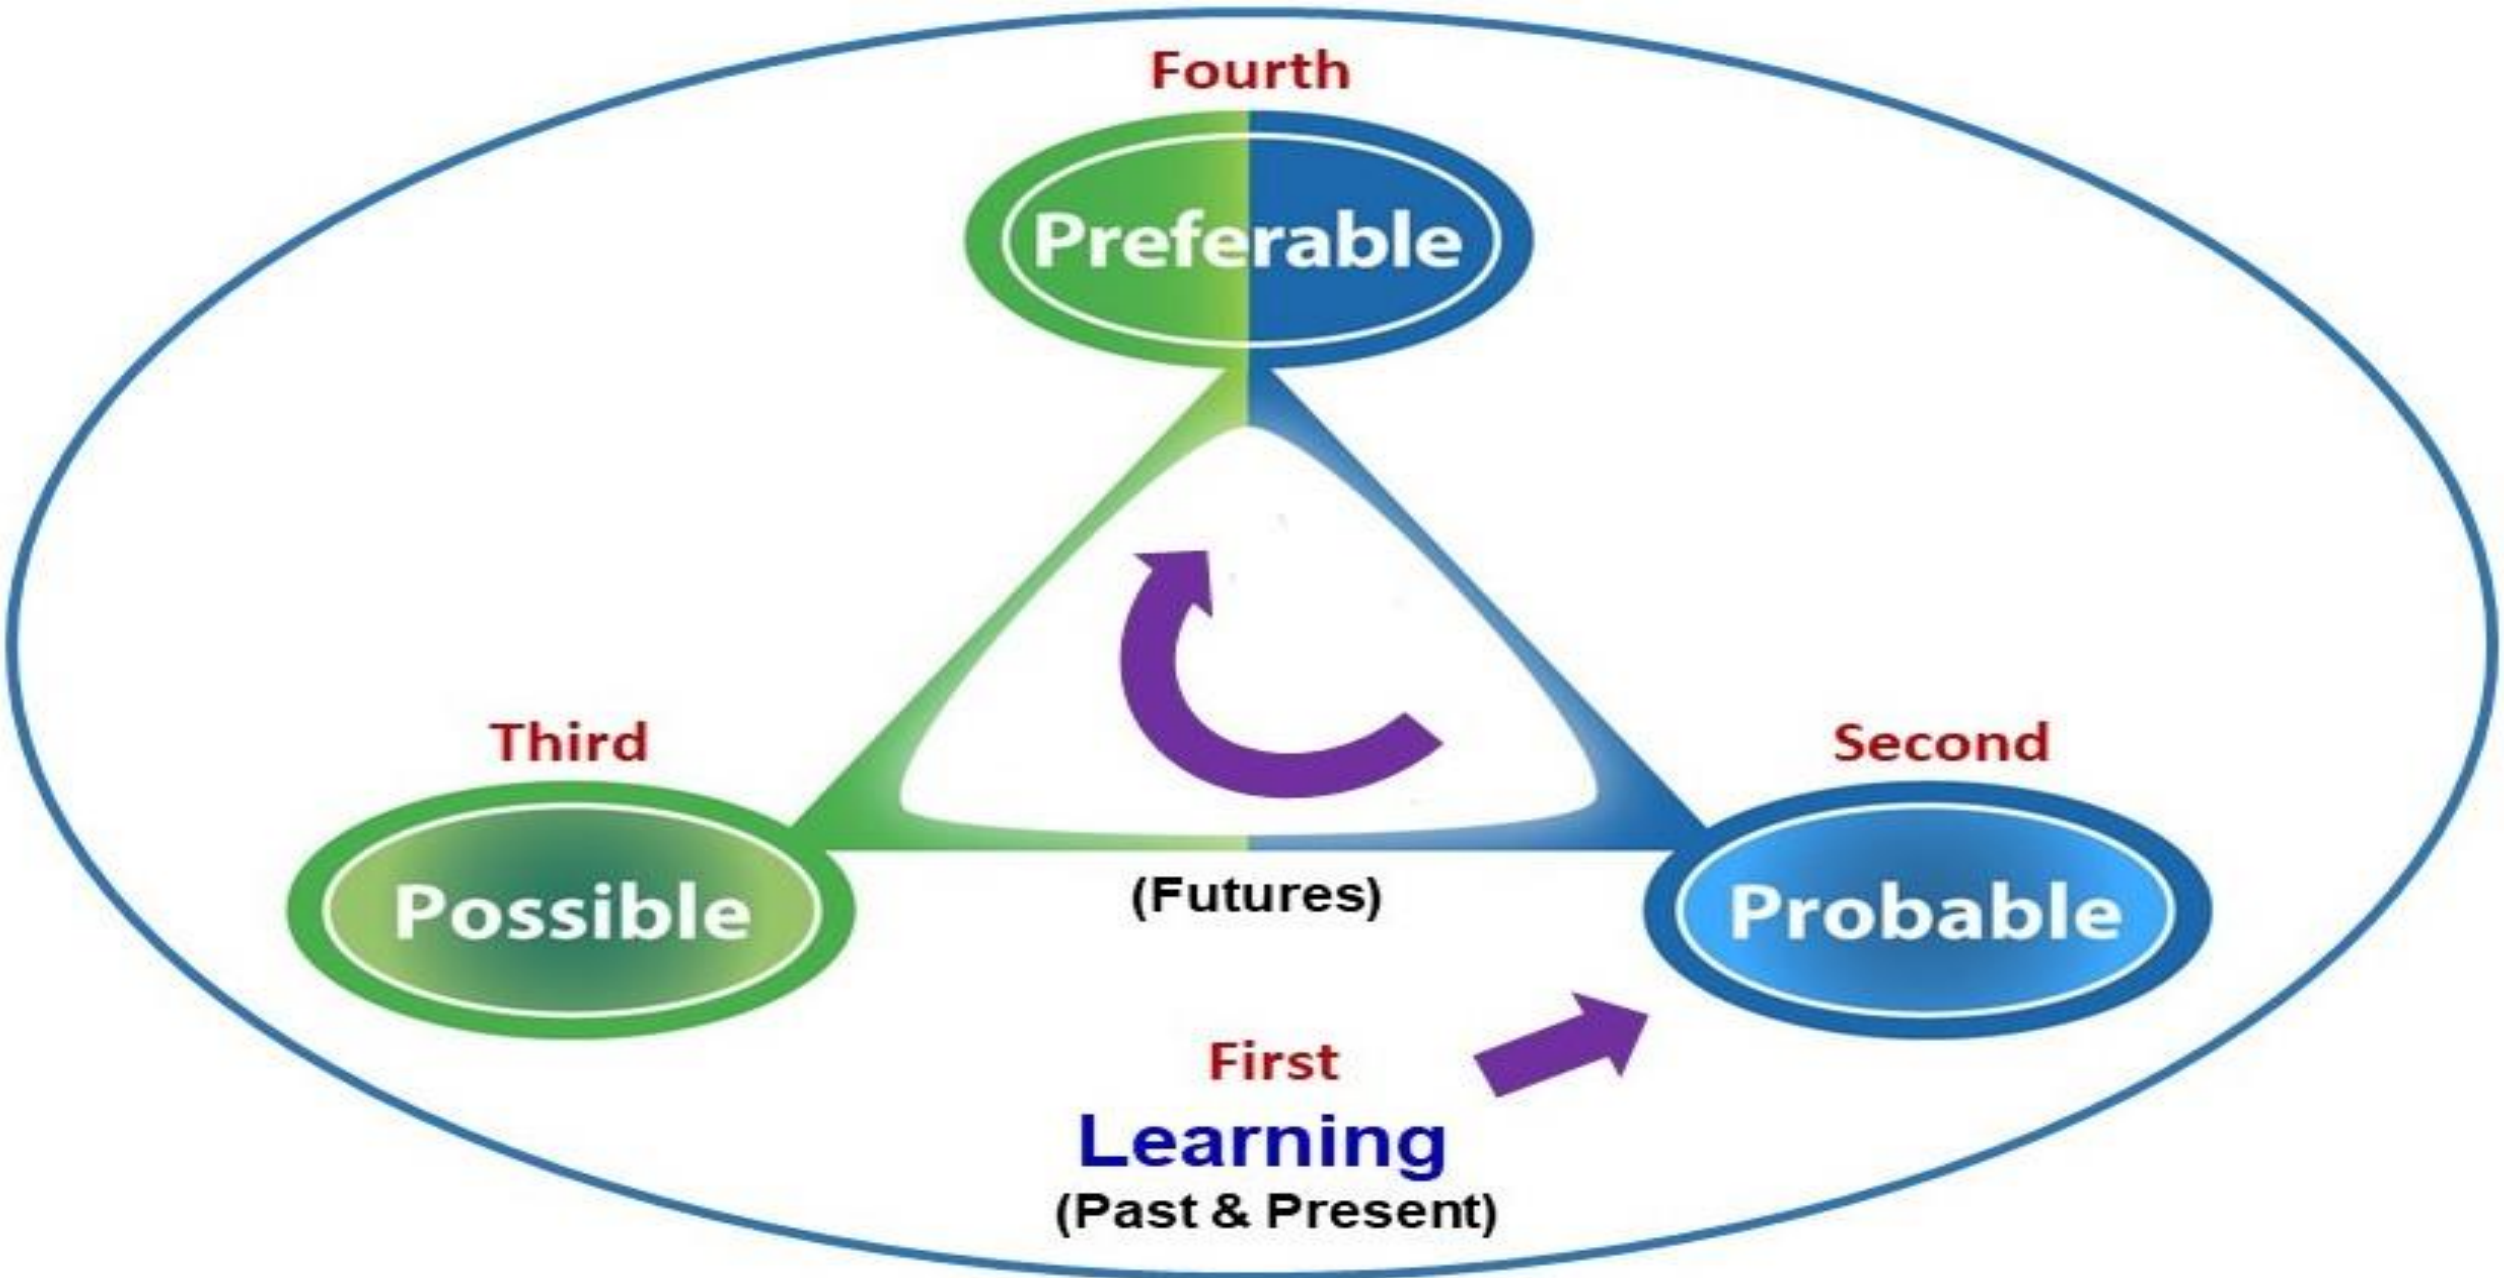 Fourth
Preferable
Third
Possible
Second
Probable
(Futures)
First
Learning
(Past & Present)